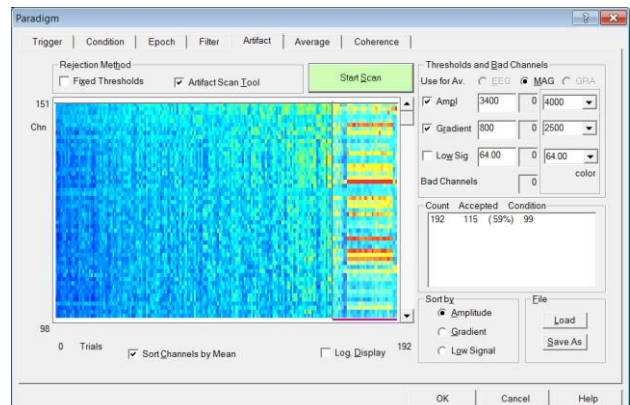 Paradigm
Trigger Condition Epoch Filter Artifact Average Coherence
Rejection Method
Fixed Thresholds Artifact Scan Tool Start Scan
Thresholds and Bad Channels
Use for Av. EEG MAG GRA
Ampl 3400 0 4000
Gradient 800 0 2500
Low Sig 64.00 0 64.00
Bad Channels 0 color
151
Chn
98
0 Trials 192
Sort Channels by Mean Log. Display
Count Accepted Condition
192 115 (59%) 99
Sort by
Amplitude
Gradient
Low Signal
File
Load
Save As
OK Cancel Help